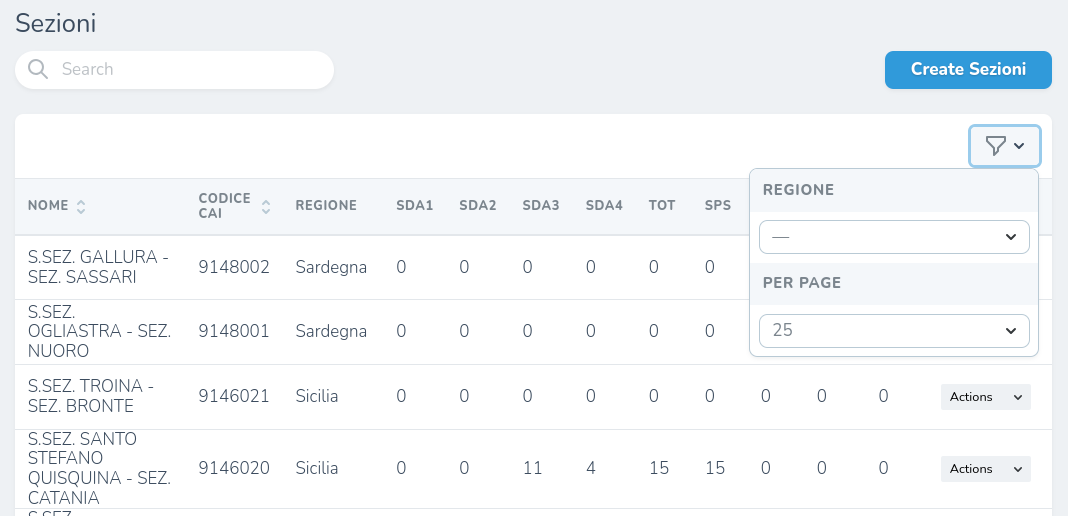 Sezioni
Search
Create Sezioni
REGIONE
—
PER PAGE
25
NOME CODICE CAI REGIONE SDA1 SDA2 SDA3 SDA4 TOT SPS
S.SEZ. GALLURA -
SEZ. SASSARI
9148002 Sardegna 0 0 0 0 0 0
S.SEZ.
OGLIASTRA - SEZ.
NUORO
9148001 Sardegna 0 0 0 0 0 0
S.SEZ. TROINA -
SEZ. BRONTE
9146021 Sicilia 0 0 0 0 0 0 0 0 0 Actions
S.SEZ. SANTO
STEFANO
QUISQUINA - SEZ.
CATANIA
9146020 Sicilia 0 0 11 4 15 15 0 0 0 Actions
S.SEZ.